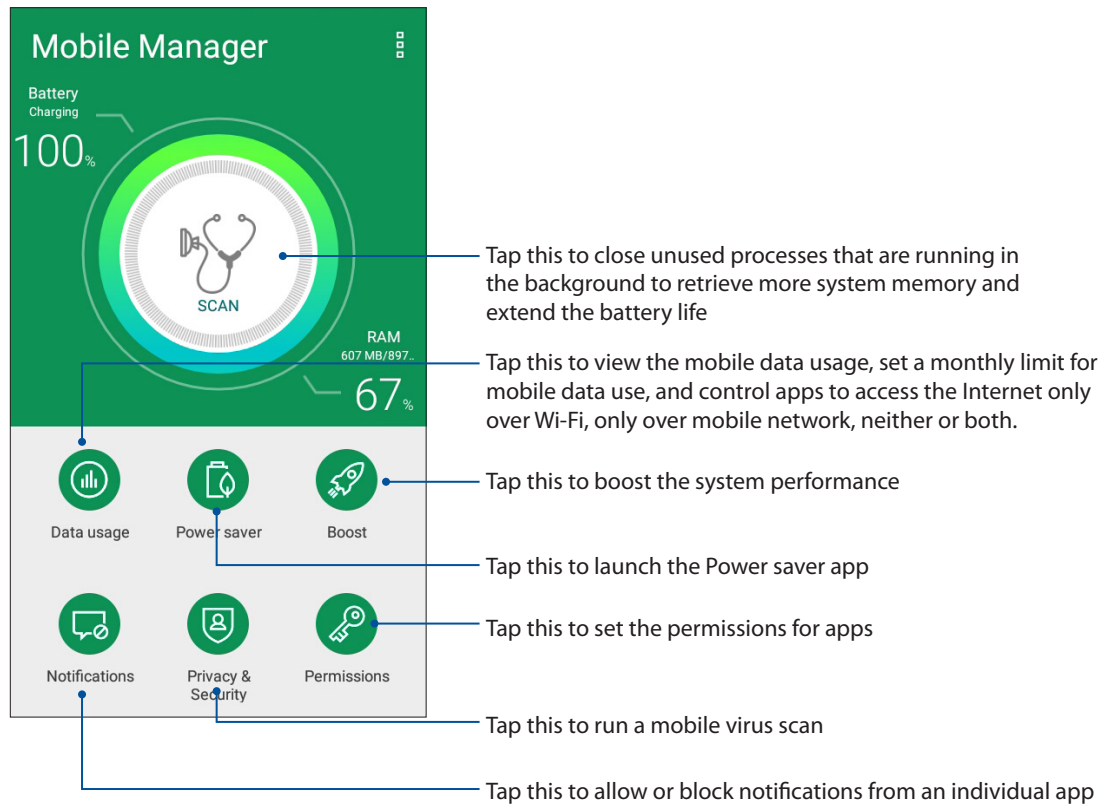 Mobile Manager
Battery
Charging
100%
SCAN
RAM
607 MB/897..
67%
Data usage
Power saver
Boost
Notifications
Privacy &
Security
Permissions
Tap this to close unused processes that are running in
the background to retrieve more system memory and
extend the battery life
Tap this to view the mobile data usage, set a monthly limit for
mobile data use, and control apps to access the Internet only
over Wi-Fi, only over mobile network, neither or both.
Tap this to boost the system performance
Tap this to launch the Power saver app
Tap this to set the permissions for apps
Tap this to run a mobile virus scan
Tap this to allow or block notifications from an individual app